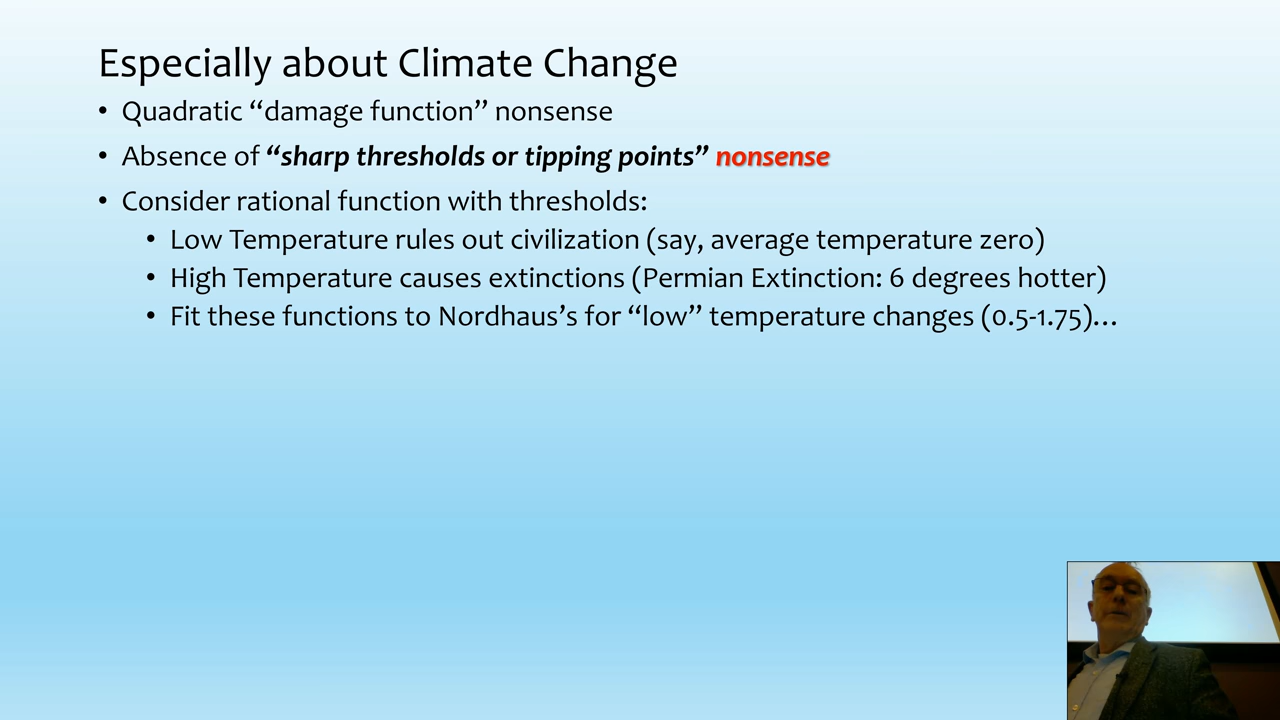 Especially about Climate Change
• Quadratic “damage function” nonsense
• Absence of “sharp thresholds or tipping points” nonsense
• Consider rational function with thresholds:
• Low Temperature rules out civilization (say, average temperature zero)
• High Temperature causes extinctions (Permian Extinction: 6 degrees hotter)
• Fit these functions to Nordhaus’s for “low” temperature changes (0.5-1.75)…